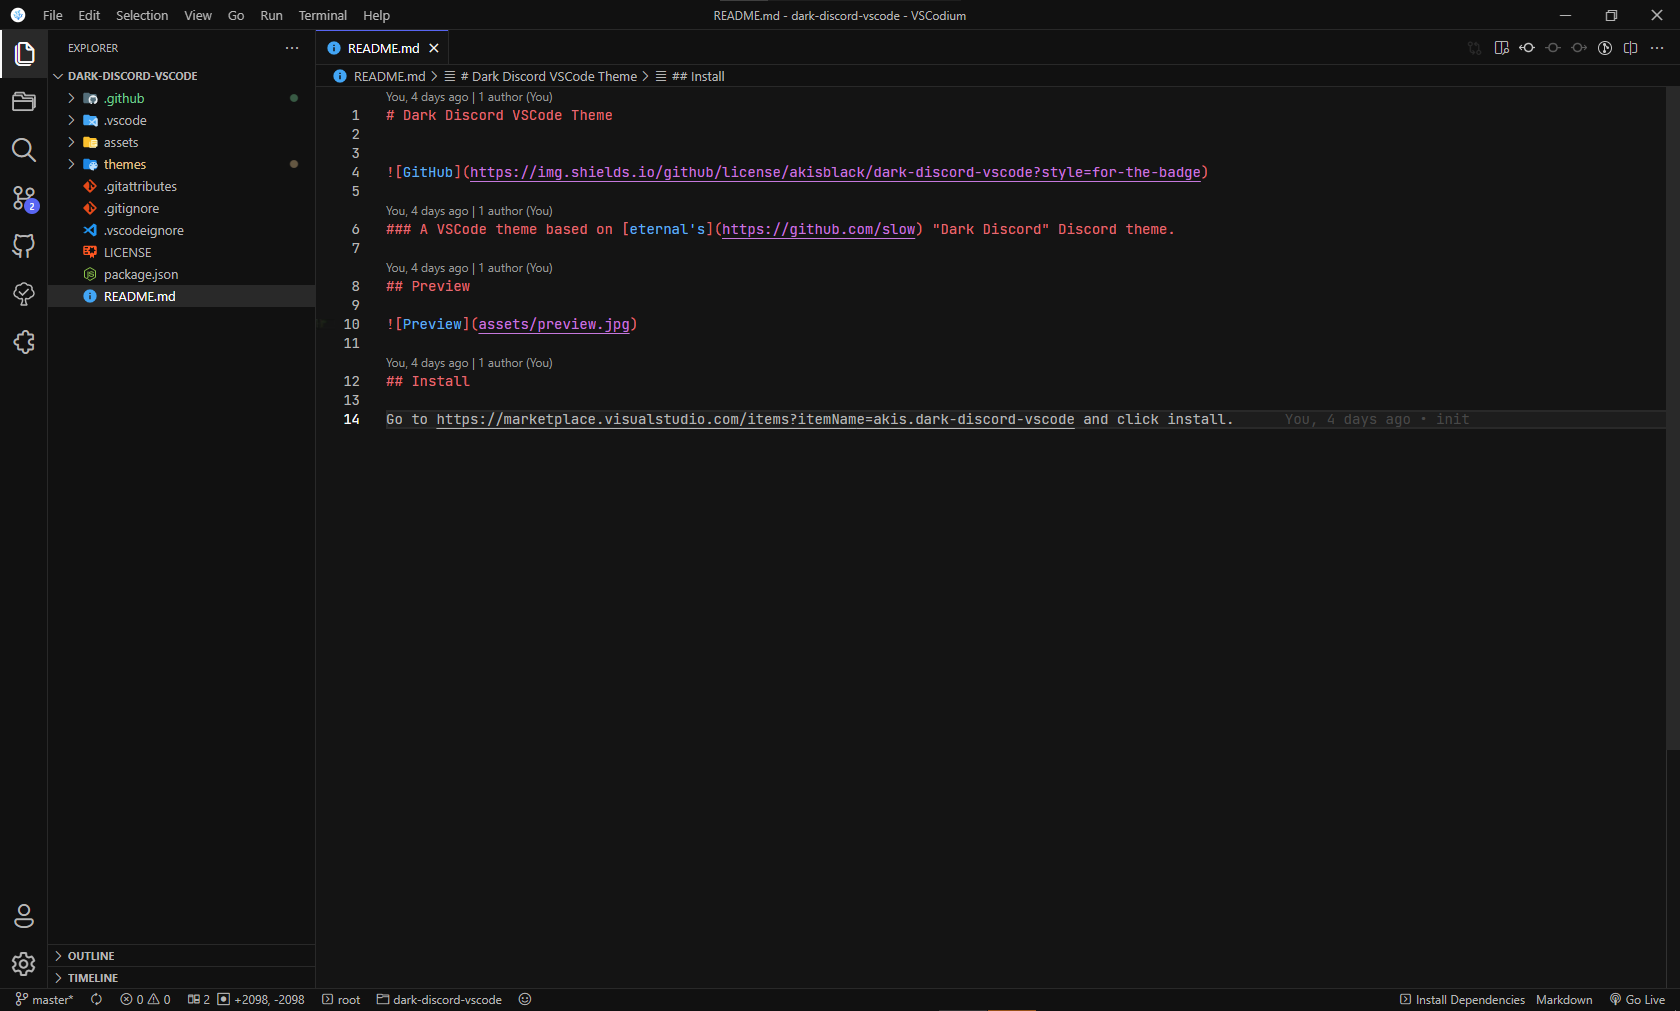 File Edit Selection View Go Run Terminal Help
README.md - dark-discord-vscode - VSCodium
EXPLORER
DARK-DISCORD-VSCODE
.github
.vscode
assets
themes
.gitattributes
.gitignore
.vscodeignore
LICENSE
package.json
README.md
2
OUTLINE
TIMELINE
README.md
README.md > # Dark Discord VSCode Theme > ## Install
You, 4 days ago | 1 author (You)
1 # Dark Discord VSCode Theme
2
3
4 ![GitHub](https://img.shields.io/github/license/akisblack/dark-discord-vscode?style=for-the-badge)
5
You, 4 days ago | 1 author (You)
6 ### A VSCode theme based on [eternal's](https://github.com/slow) "Dark Discord" Discord theme.
7
You, 4 days ago | 1 author (You)
8 ## Preview
9
10 ![Preview](assets/preview.jpg)
11
You, 4 days ago | 1 author (You)
12 ## Install
13
14 Go to https://marketplace.visualstudio.com/items?itemName=akis.dark-discord-vscode and click install. You, 4 days ago • init
master* 0 0 2 +2098, -2098 root dark-discord-vscode Install Dependencies Markdown Go Live